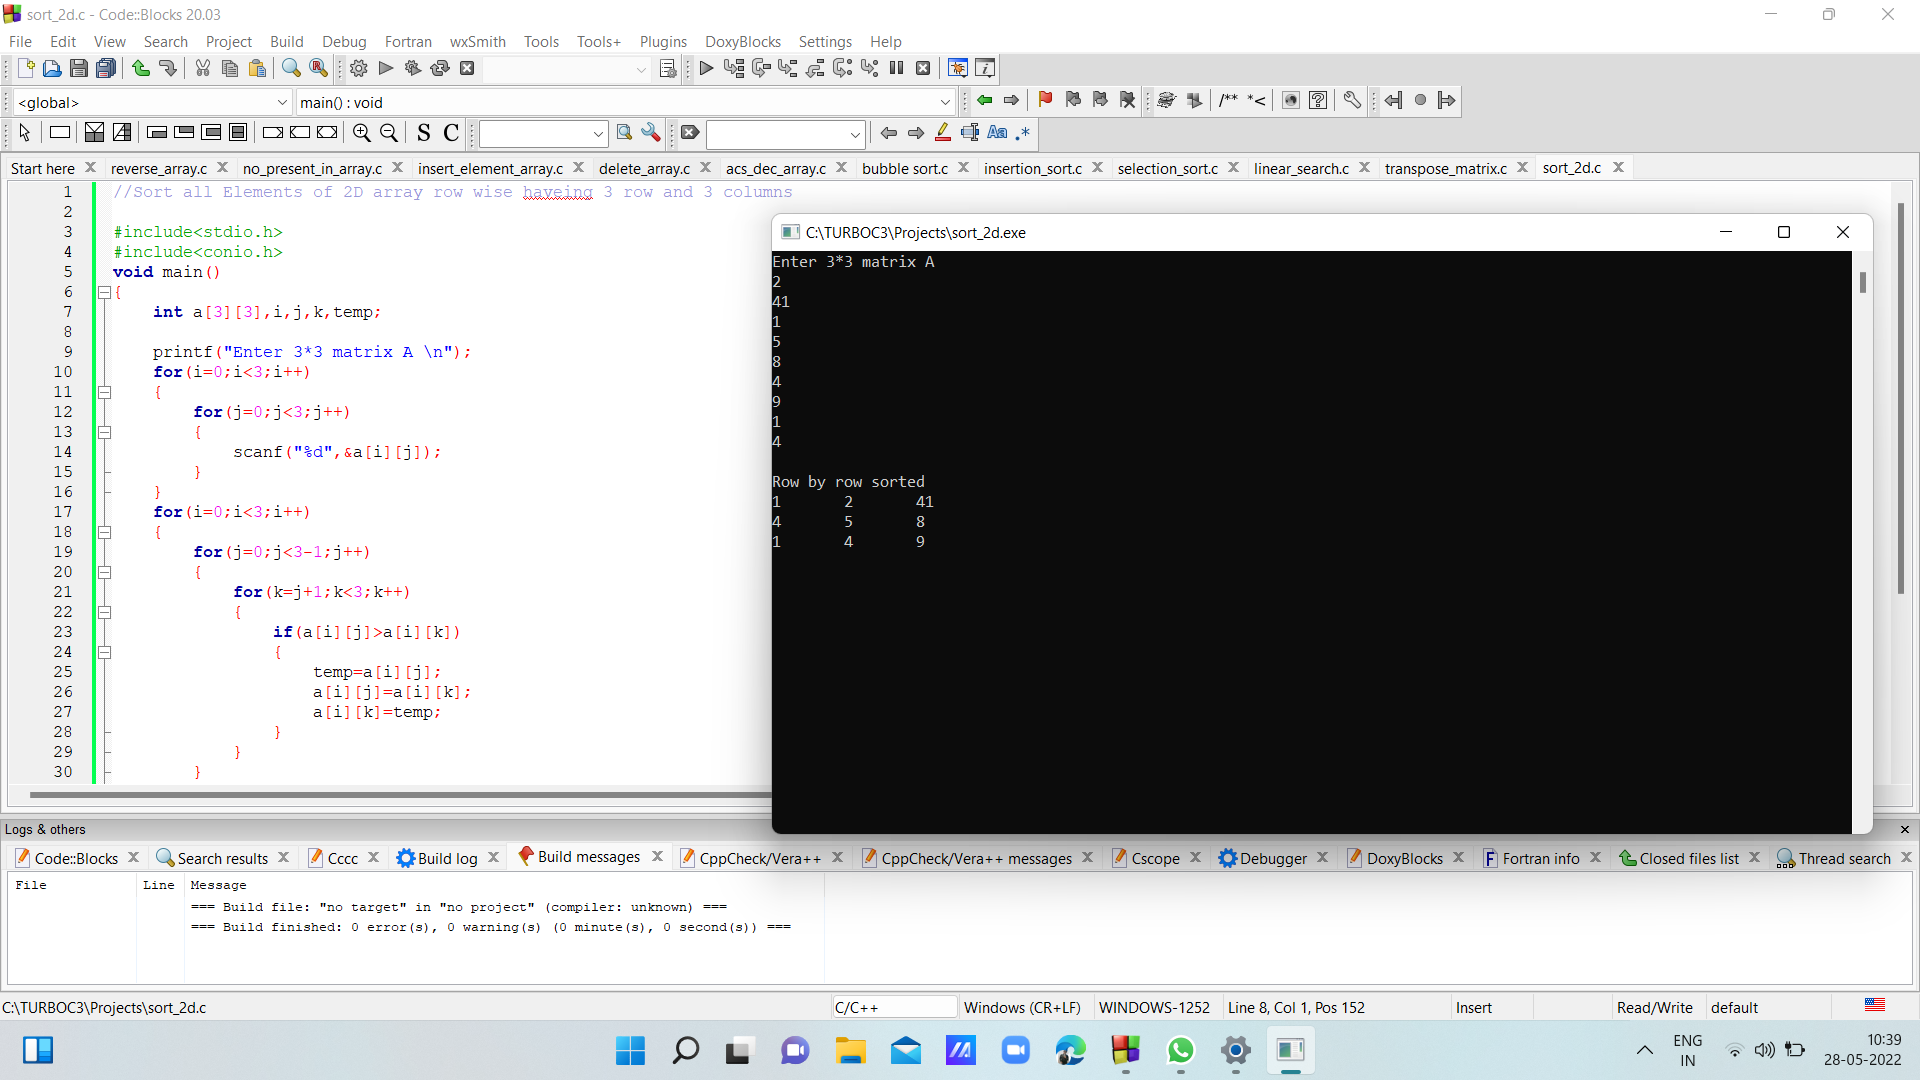 sort_2d.c - Code::Blocks 20.03
File Edit View Search Project Build Debug Fortran wxSmith Tools Tools+ Plugins DoxyBlocks Settings Help
<global> main() : void
/** *<
S C Aa .*
Start here reverse_array.c no_present_in_array.c insert_element_array.c delete_array.c acs_dec_array.c bubble sort.c insertion_sort.c selection_sort.c linear_search.c transpose_matrix.c sort_2d.c
1 //Sort all Elements of 2D array row wise haveing 3 row and 3 columns
2
3 #include<stdio.h>
4 #include<conio.h>
5 void main()
6 {
7 int a[3][3],i,j,k,temp;
8
9 printf("Enter 3*3 matrix A \n");
10 for(i=0;i<3;i++)
11 {
12 for(j=0;j<3;j++)
13 {
14 scanf("%d",&a[i][j]);
15 }
16 }
17 for(i=0;i<3;i++)
18 {
19 for(j=0;j<3-1;j++)
20 {
21 for(k=j+1;k<3;k++)
22 {
23 if(a[i][j]>a[i][k])
24 {
25 temp=a[i][j];
26 a[i][j]=a[i][k];
27 a[i][k]=temp;
28 }
29 }
30 }
C:\TURBOC3\Projects\sort_2d.exe
Enter 3*3 matrix A
2
41
1
5
8
4
9
1
4
Row by row sorted
1 2 41
4 5 8
1 4 9
Logs & others
Code::Blocks Search results Cccc Build log Build messages CppCheck/Vera++ CppCheck/Vera++ messages Cscope Debugger DoxyBlocks Fortran info Closed files list Thread search
File Line Message
=== Build file: "no target" in "no project" (compiler: unknown) ===
=== Build finished: 0 error(s), 0 warning(s) (0 minute(s), 0 second(s)) ===
C:\TURBOC3\Projects\sort_2d.c C/C++ Windows (CR+LF) WINDOWS-1252 Line 8, Col 1, Pos 152 Insert Read/Write default
ENG
IN
10:39
28-05-2022